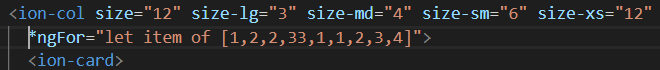 <ion-col size="12" size-lg="3" size-md="4" size-sm="6" size-xs="12"
*ngFor="let item of [1,2,2,33,1,1,2,3,4]">
<ion-card>